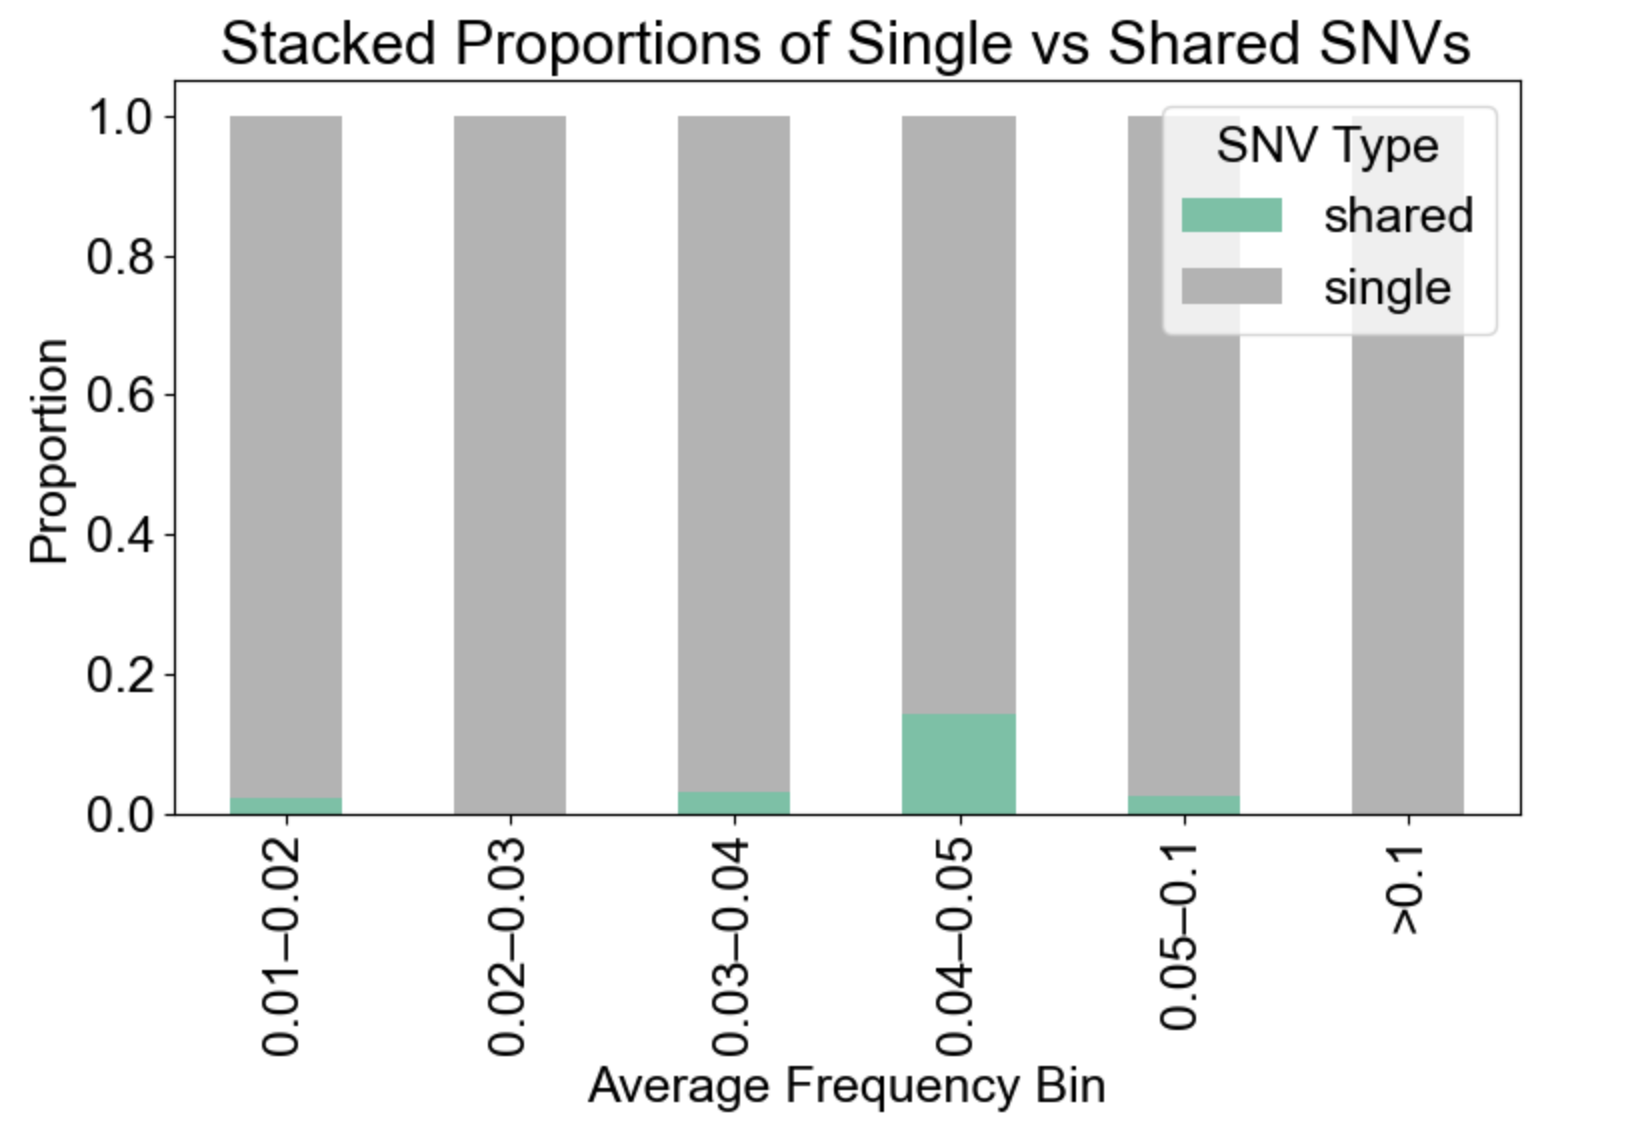 Stacked Proportions of Single vs Shared SNVs
SNV Type
shared
single
Proportion
1.0
0.8
0.6
0.4
0.2
0.0
0.01–0.02
0.02–0.03
0.03–0.04
0.04–0.05
0.05–0.1
>0.1
Average Frequency Bin